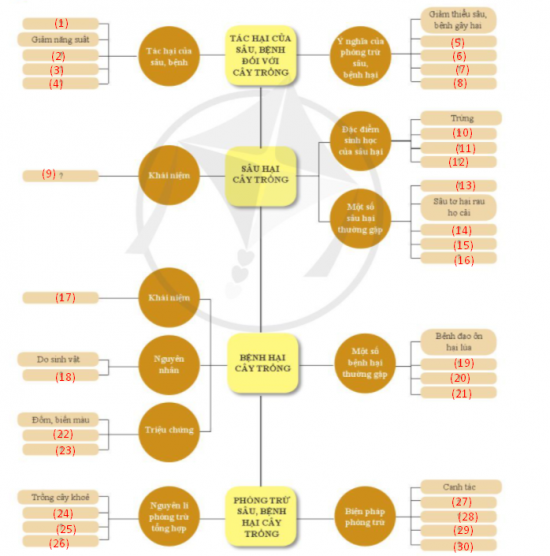 (1)
Giảm năng suất
(2)
(3)
(4)
Tác hại của
sâu, bệnh
TÁC HẠI CỦA
SÂU, BỆNH
ĐỐI VỚI
CÂY TRỒNG
Ý nghĩa của
phòng trừ
sâu,
bệnh hại
Giảm thiểu sâu,
bệnh gây hại
(5)
(6)
(7)
(8)
(9) ?
Khái niệm
SÂU HẠI
CÂY TRỒNG
Đặc điểm
sinh học
của sâu hại
Trứng
(10)
(11)
(12)
Một số
sâu hại
thường gặp
(13)
Sâu tơ hại rau
họ cải
(14)
(15)
(16)
(17)
Khái niệm
Do sinh vật
(18)
Nguyên
nhân
Đốm, biến màu
(22)
(23)
Triệu chứng
BỆNH HẠI
CÂY TRỒNG
Một số
bệnh hại
thường gặp
Bệnh đạo ôn
hại lúa
(19)
(20)
(21)
Trồng cây khoẻ
(24)
(25)
(26)
Nguyên lí
phòng trừ
tổng hợp
PHÒNG TRỪ
SÂU, BỆNH
HẠI CÂY
TRỒNG
Biện pháp
phòng trừ
Canh tác
(27)
(28)
(29)
(30)